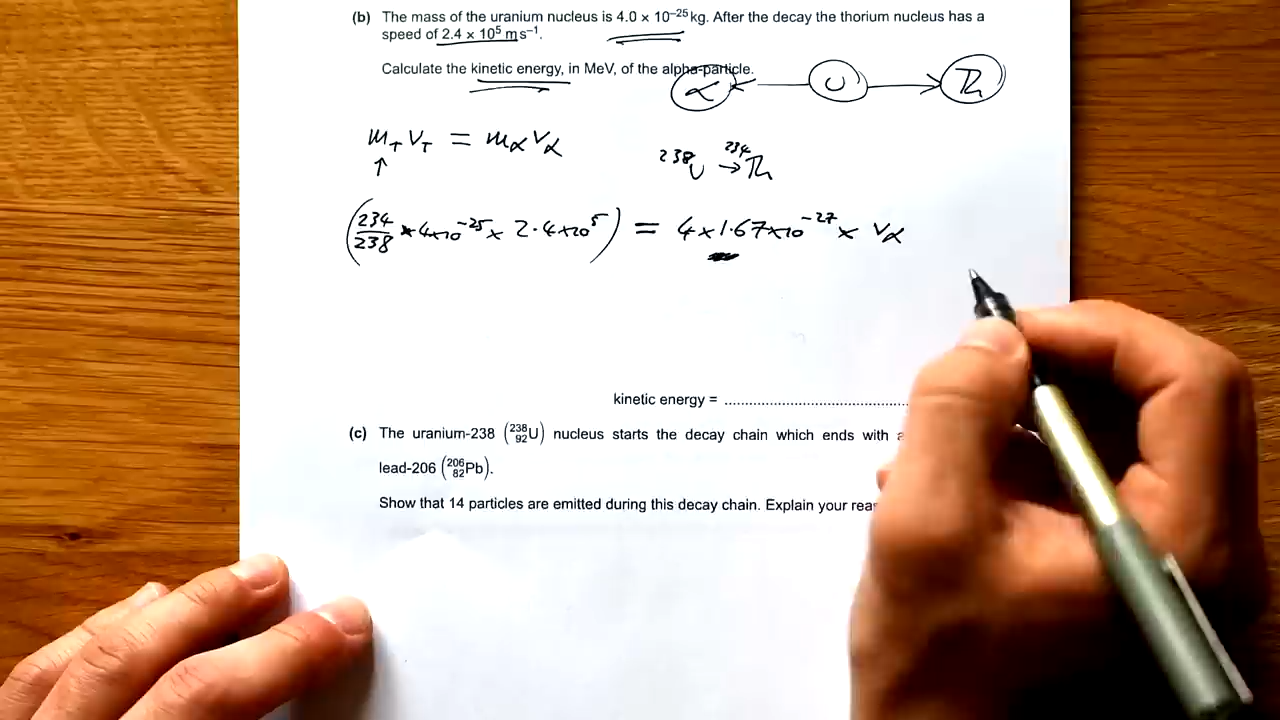 (b) The mass of the uranium nucleus is 4.0 × 10⁻²⁵ kg. After the decay the thorium nucleus has a
speed of 2.4 × 10⁵ m s⁻¹.
Calculate the kinetic energy, in MeV, of the alpha-particle.
α ← U → Th
m_T v_T = m_α v_α
↑
²³⁸U → ²³⁴Th
(234/238 × 4×10⁻²⁵ × 2.4×10⁵) = 4 × 1.67×10⁻²⁷ × v_α
kinetic energy = ........................................
(c) The uranium-238 (²³⁸₉₂U) nucleus starts the decay chain which ends with
lead-206 (²⁰⁶₈₂Pb).
Show that 14 particles are emitted during this decay chain. Explain your